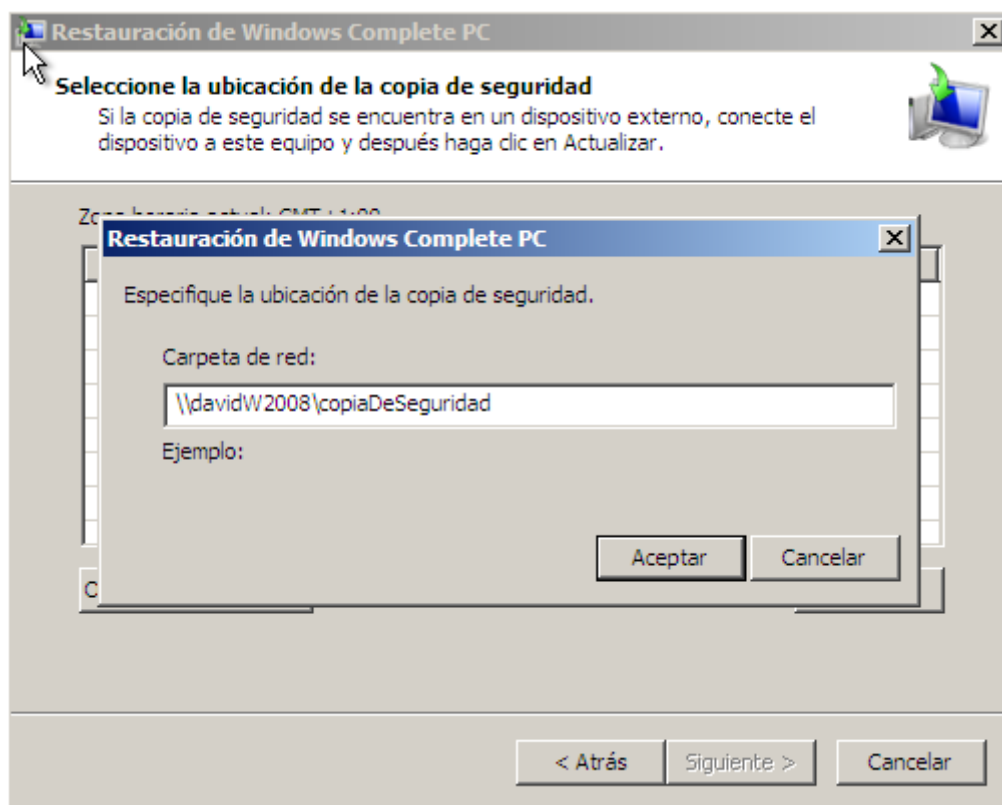 Restauración de Windows Complete PC
Seleccione la ubicación de la copia de seguridad
Si la copia de seguridad se encuentra en un dispositivo externo, conecte el
dispositivo a este equipo y después haga clic en Actualizar.
Restauración de Windows Complete PC
Especifique la ubicación de la copia de seguridad.
Carpeta de red:
\\davidW2008\copiaDeSeguridad
Ejemplo:
Aceptar Cancelar
< Atrás Siguiente > Cancelar